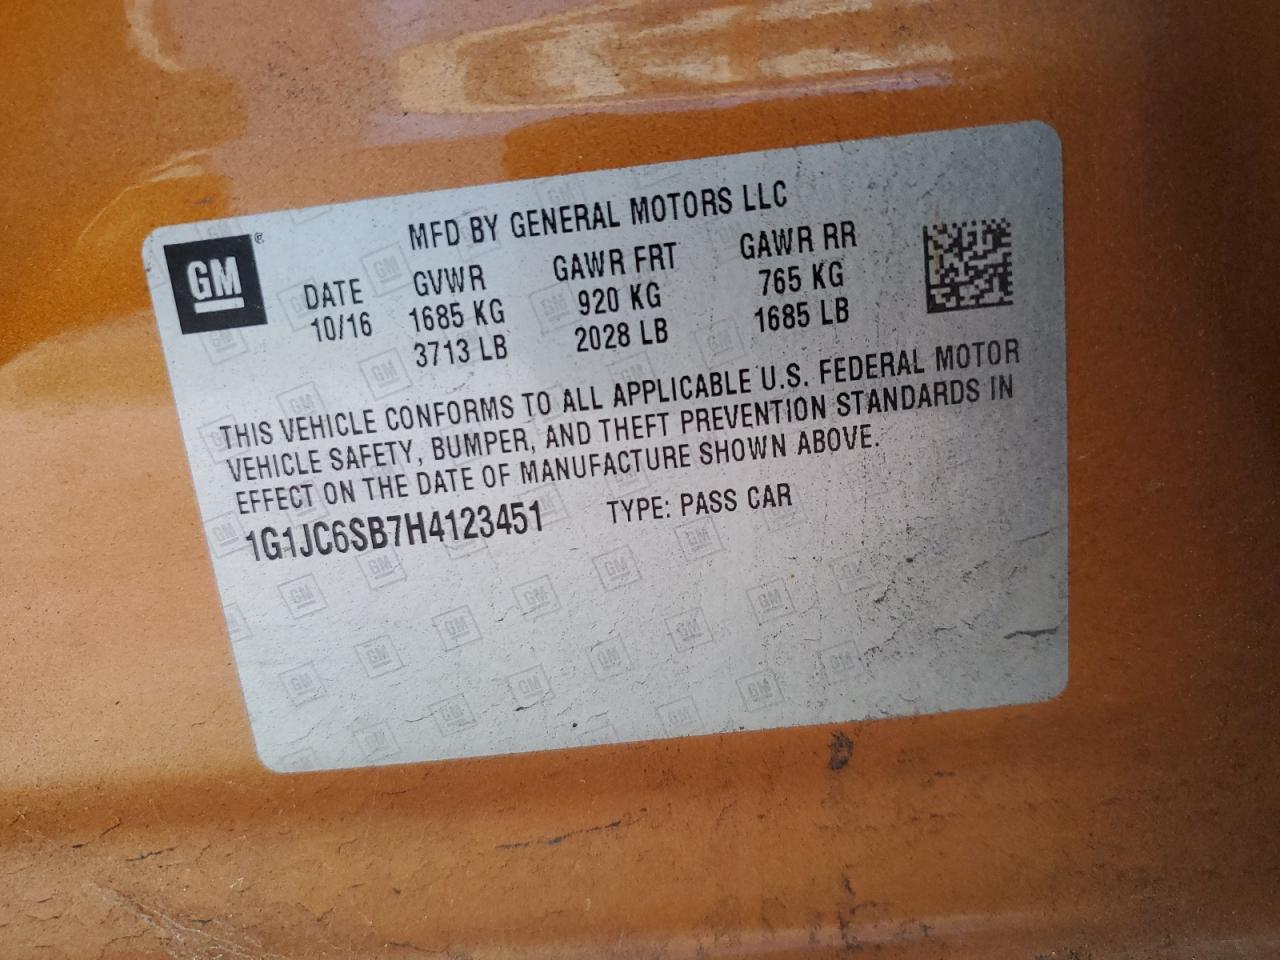 MFD BY GENERAL MOTORS LLC
GM ®
DATE GVWR GAWR FRT GAWR RR
10/16 1685 KG 920 KG 765 KG
3713 LB 2028 LB 1685 LB
THIS VEHICLE CONFORMS TO ALL APPLICABLE U.S. FEDERAL MOTOR
VEHICLE SAFETY, BUMPER, AND THEFT PREVENTION STANDARDS IN
EFFECT ON THE DATE OF MANUFACTURE SHOWN ABOVE.
1G1JC6SB7H4123451 TYPE: PASS CAR